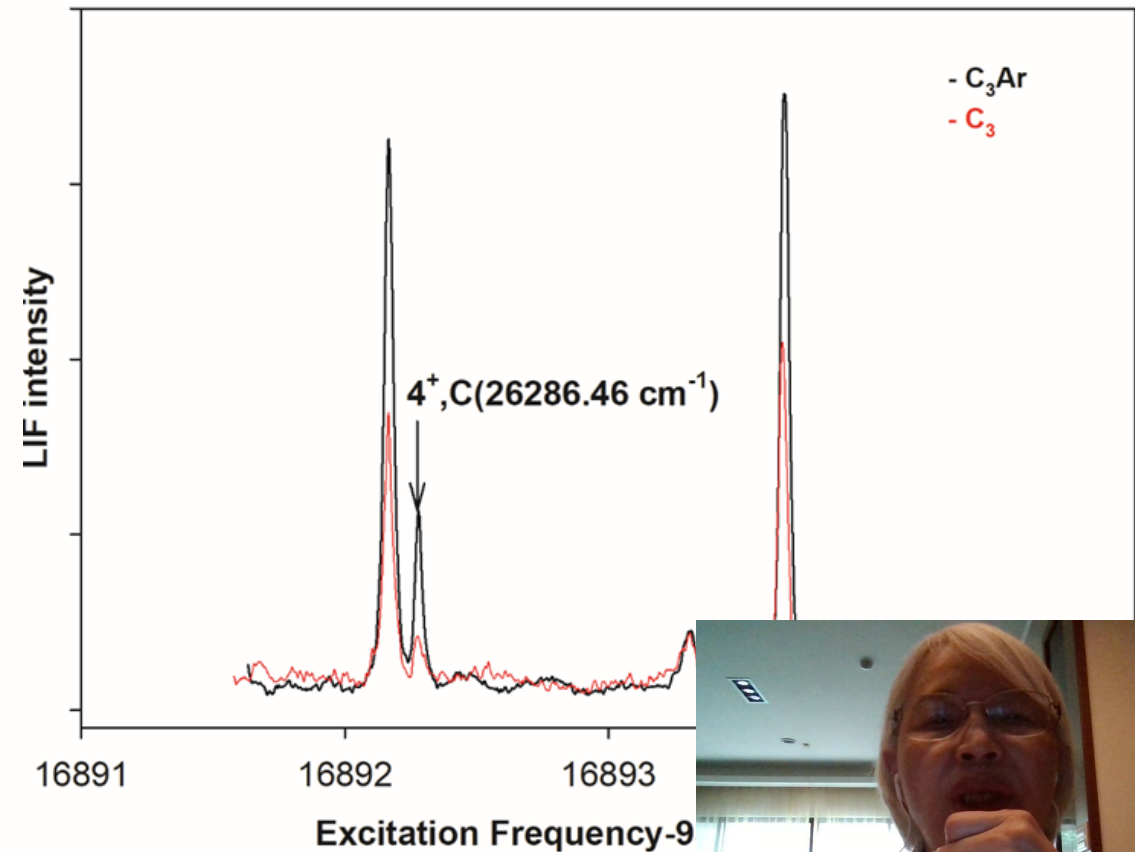 - C₃Ar
- C₃
4⁺,C(26286.46 cm⁻¹)
LIF intensity
16891 16892 16893
Excitation Frequency-9